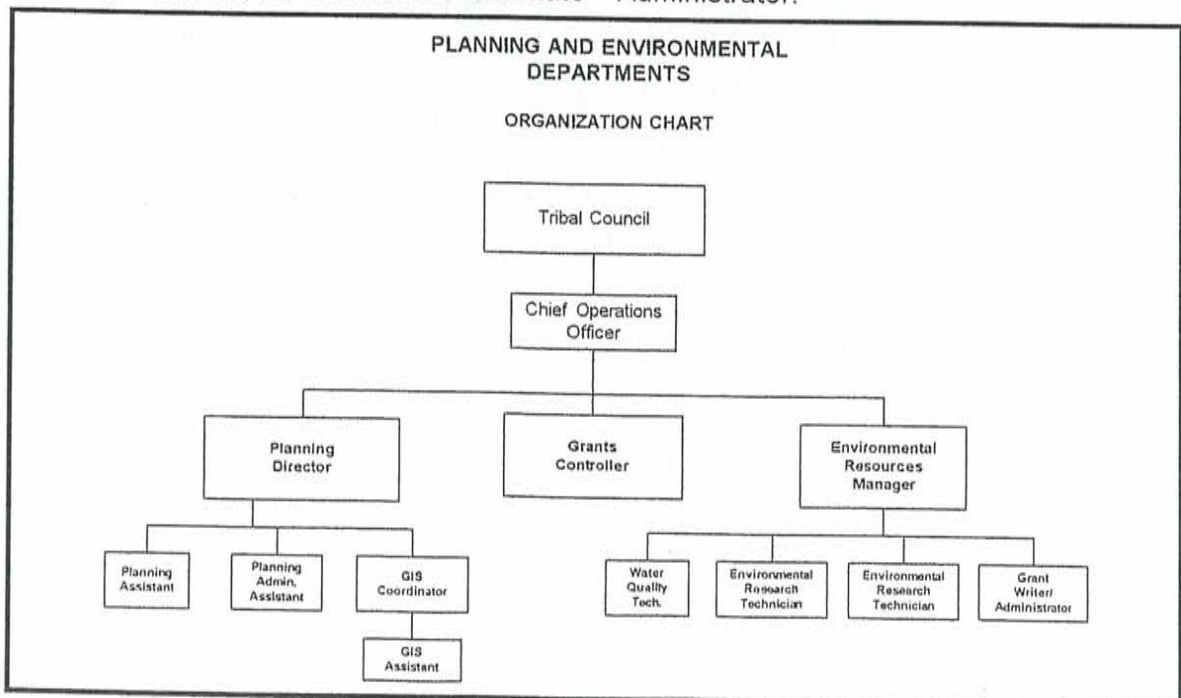 Administrator.
PLANNING AND ENVIRONMENTAL
DEPARTMENTS
ORGANIZATION CHART
Tribal Council
Chief Operations
Officer
Planning
Director
Grants
Controller
Environmental
Resources
Manager
Planning
Assistant
Planning
Admin.
Assistant
GIS
Coordinator
GIS
Assistant
Water
Quality
Tech.
Environmental
Research
Technician
Environmental
Research
Technician
Grant
Writer/
Administrator